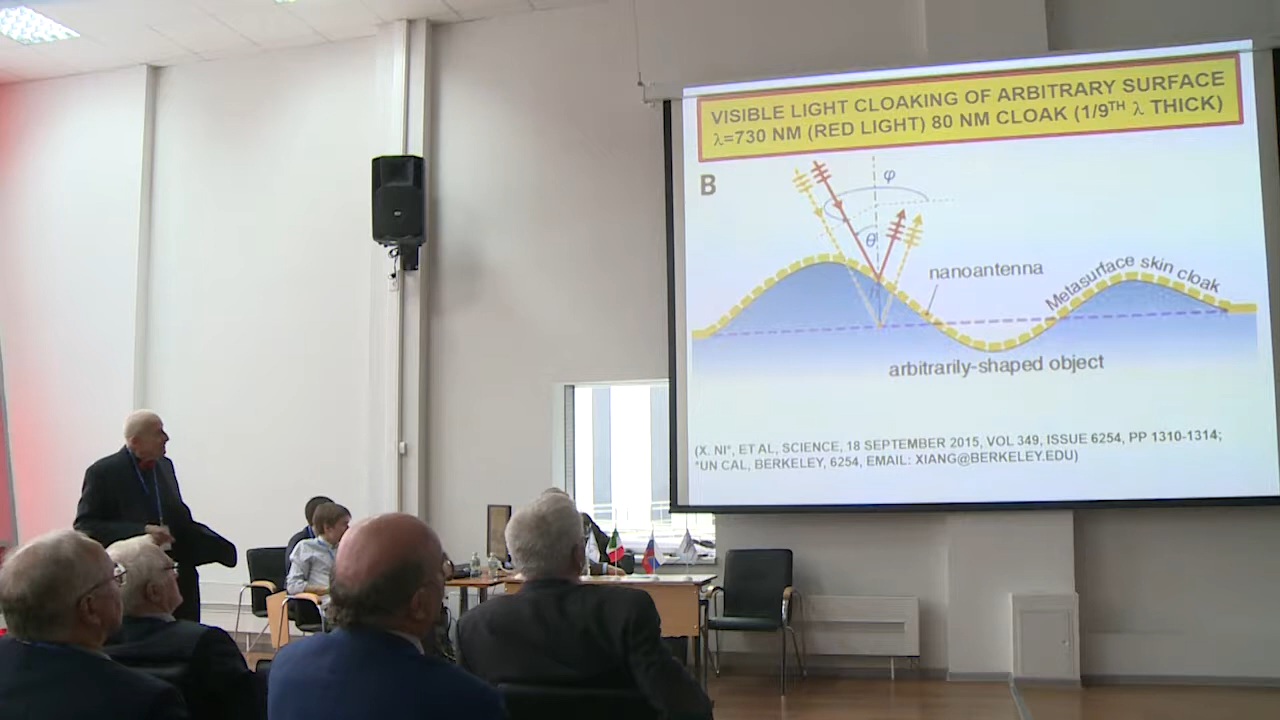 VISIBLE LIGHT CLOAKING OF ARBITRARY SURFACE
λ=730 NM (RED LIGHT) 80 NM CLOAK (1/9TH λ THICK)
B
φ
θ
nanoantenna
Metasurface skin cloak
arbitrarily-shaped object
(X. NI*, ET AL, SCIENCE, 18 SEPTEMBER 2015, VOL 349, ISSUE 6254, PP 1310-1314;
*UN CAL, BERKELEY, 6254, EMAIL: XIANG@BERKELEY.EDU)